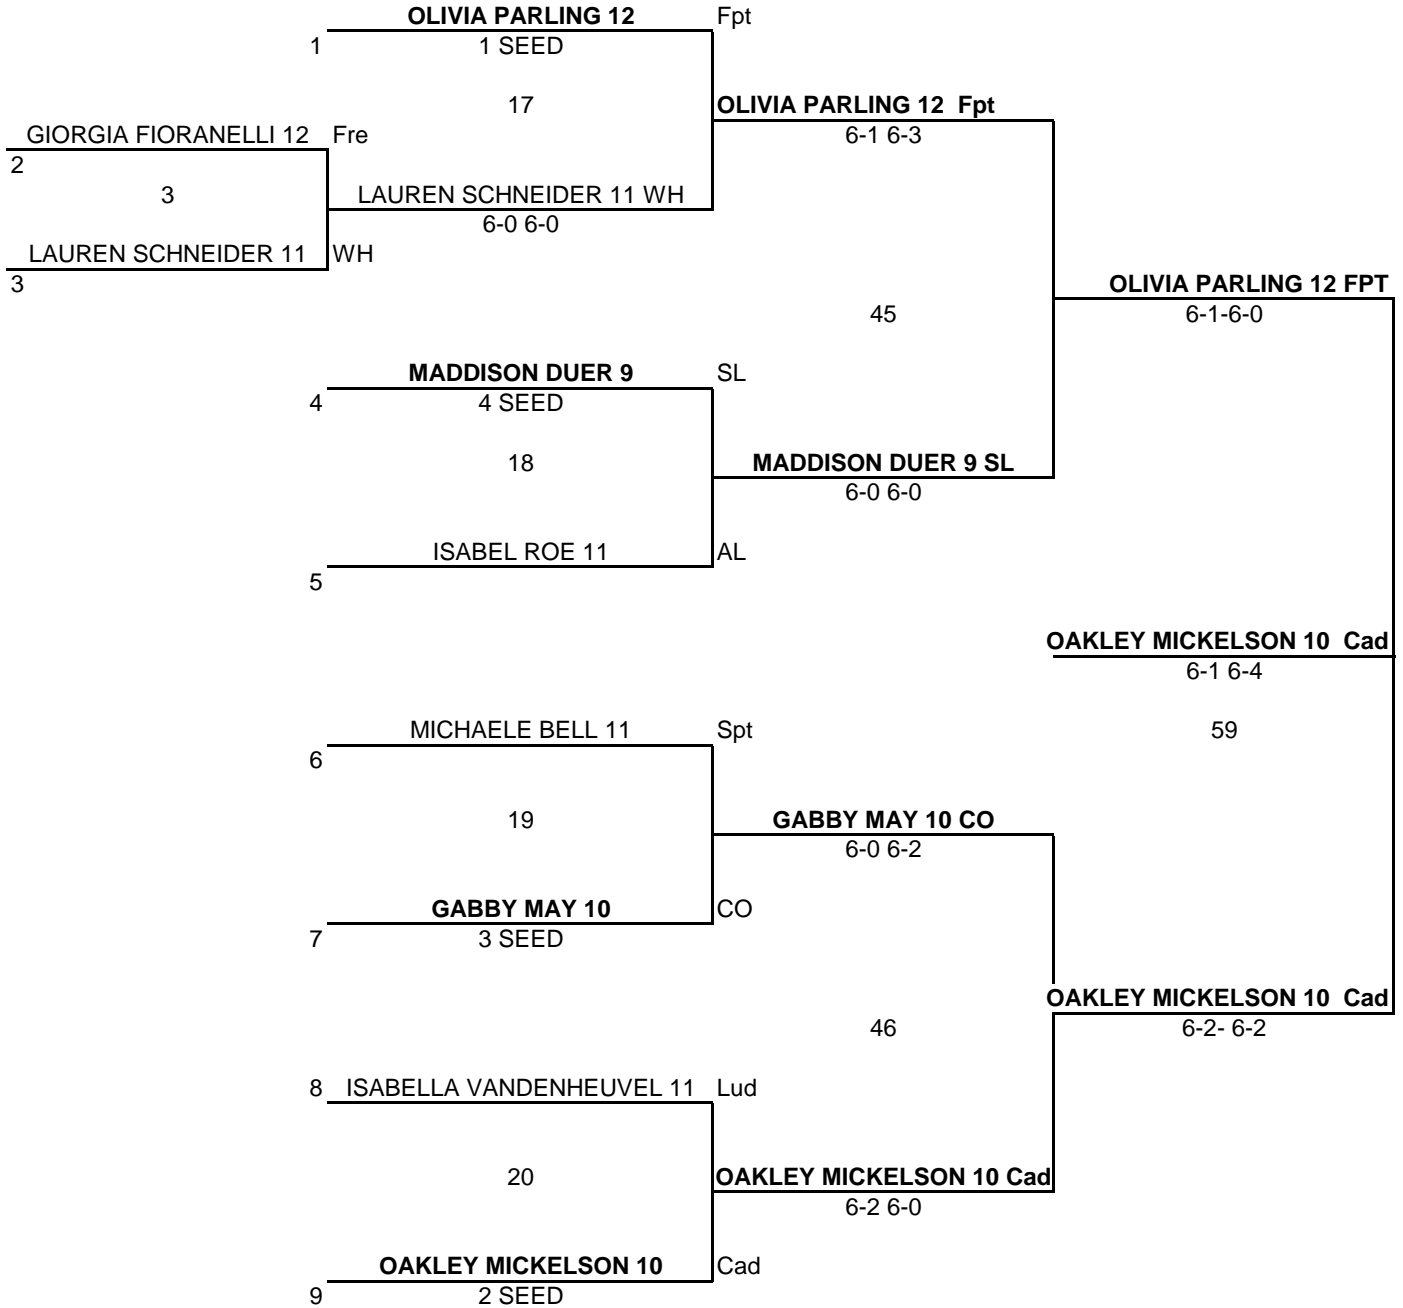 OLIVIA PARLING 12 Fpt
1 1 SEED
17
OLIVIA PARLING 12 Fpt
GIORGIA FIORANELLI 12 Fre
6-1 6-3
2
3
LAUREN SCHNEIDER 11 WH
6-0 6-0
LAUREN SCHNEIDER 11 WH
3
OLIVIA PARLING 12 FPT
45
6-1-6-0
MADDISON DUER 9 SL
4 4 SEED
18
MADDISON DUER 9 SL
6-0 6-0
ISABEL ROE 11 AL
5
OAKLEY MICKELSON 10 Cad
6-1 6-4
MICHAELE BELL 11 Spt
59
6
19
GABBY MAY 10 CO
6-0 6-2
GABBY MAY 10 CO
7 3 SEED
OAKLEY MICKELSON 10 Cad
46
6-2- 6-2
8 ISABELLA VANDENHEUVEL 11 Lud
20
OAKLEY MICKELSON 10 Cad
6-2 6-0
OAKLEY MICKELSON 10 Cad
9 2 SEED